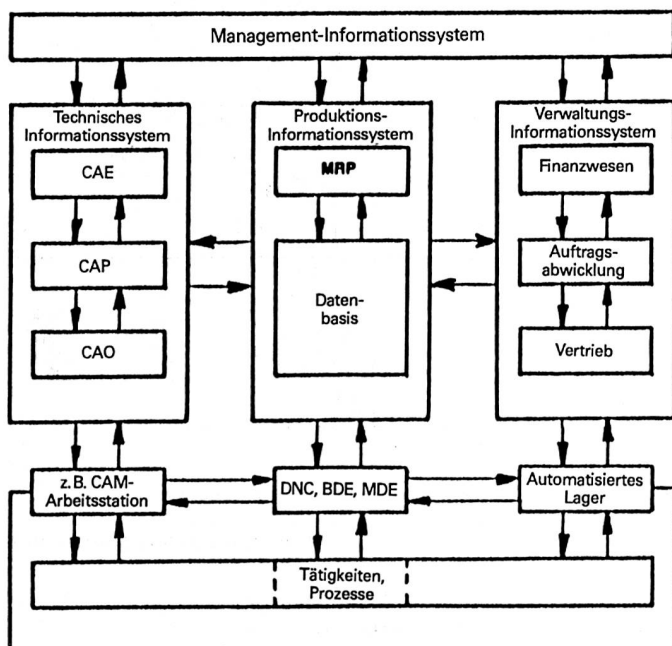 Management-Informationssystem
Technisches
Informationssystem
CAE
CAP
CAO
Produktions-
Informationssystem
MRP
Daten-
basis
Verwaltungs-
Informationssystem
Finanzwesen
Auftrags-
abwicklung
Vertrieb
z. B. CAM-
Arbeitsstation
DNC, BDE, MDE
Automatisiertes
Lager
Tätigkeiten,
Prozesse